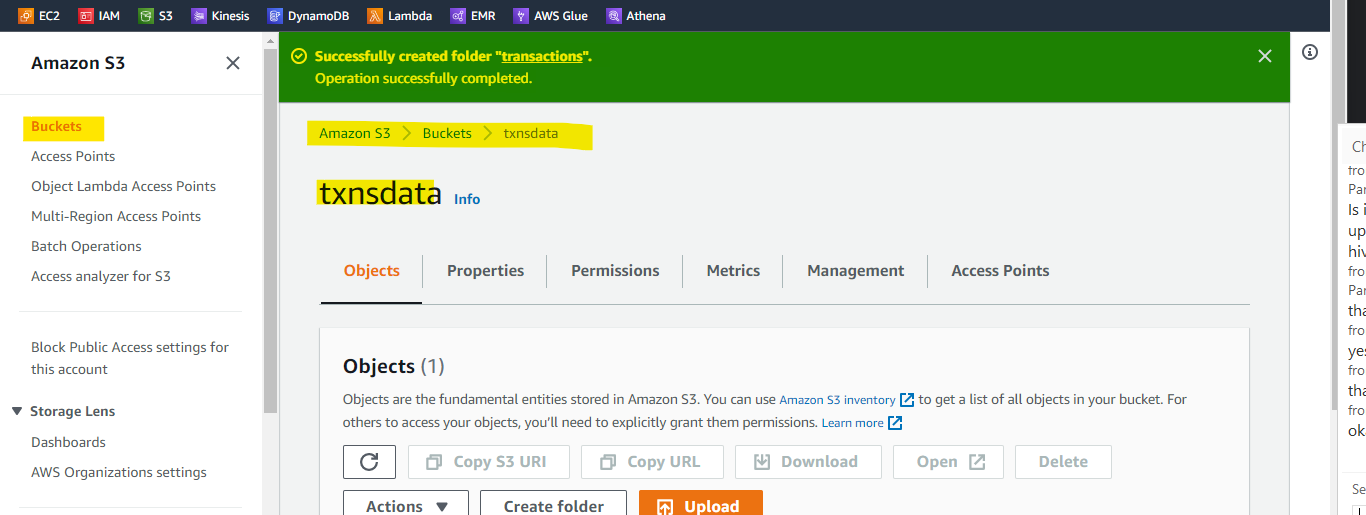 EC2 IAM S3 Kinesis DynamoDB Lambda EMR AWS Glue Athena
Amazon S3
Buckets
Access Points
Object Lambda Access Points
Multi-Region Access Points
Batch Operations
Access analyzer for S3
Block Public Access settings for
this account
Storage Lens
Dashboards
AWS Organizations settings
Successfully created folder "transactions".
Operation successfully completed.
Amazon S3 Buckets txnsdata
txnsdata Info
Objects Properties Permissions Metrics Management Access Points
Objects (1)
Objects are the fundamental entities stored in Amazon S3. You can use Amazon S3 inventory to get a list of all objects in your bucket. For
others to access your objects, you'll need to explicitly grant them permissions. Learn more
Copy S3 URI Copy URL Download Open Delete
Actions Create folder Upload
Is